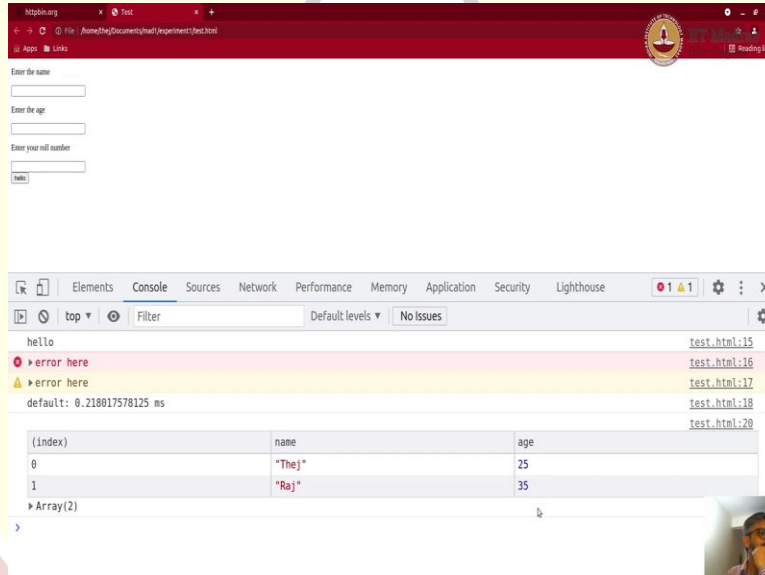 httpbin.org x Test x +
File | /home/thej/Documents/mad1/experiment1/test.html
Apps Links Reading li
Enter the name
Enter the age
Enter your roll number
hello
Elements Console Sources Network Performance Memory Application Security Lighthouse 1 1
top ▼ Filter Default levels ▼ No Issues
hello test.html:15
error here test.html:16
error here test.html:17
default: 0.218017578125 ms test.html:18
test.html:20
(index) name age
0 "Thej" 25
1 "Raj" 35
▶ Array(2)
>